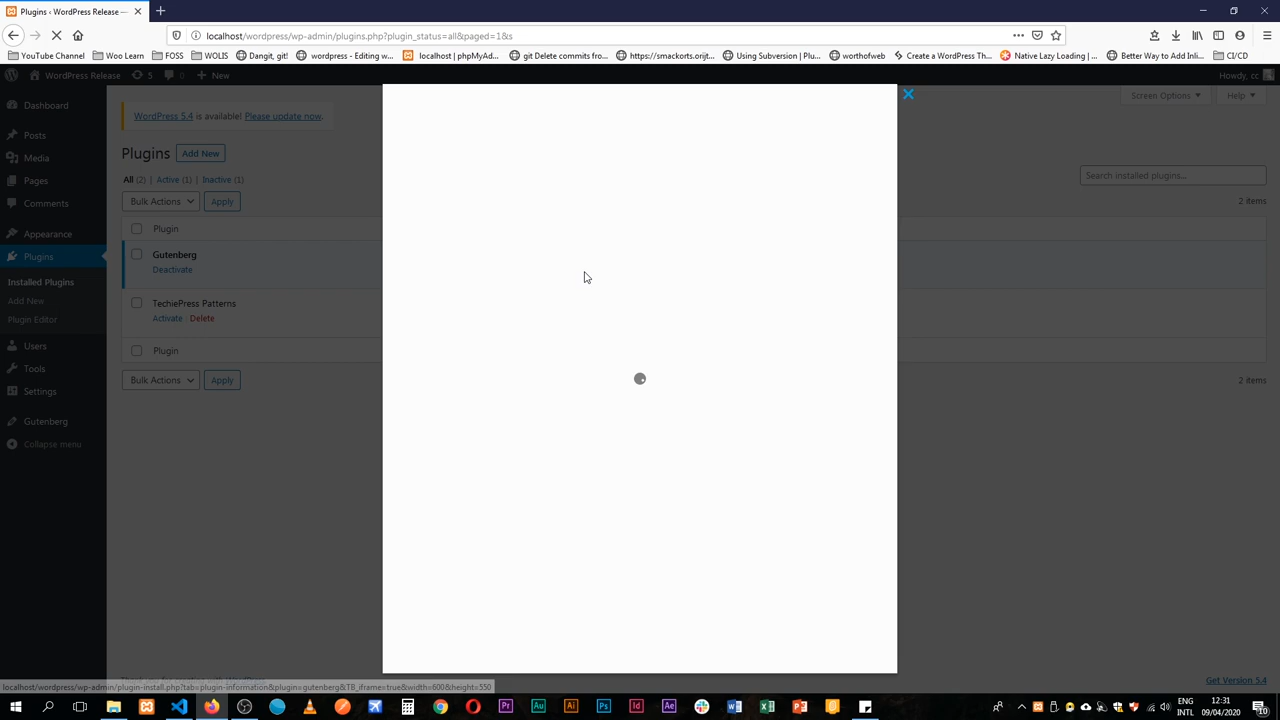 Plugins ‹ WordPress Release —
localhost/wordpress/wp-admin/plugins.php?plugin_status=all&paged=1&s
YouTube Channel Woo Learn FOSS WOLIS Dangit, git! wordpress - Editing w... localhost | phpMyAd... git Delete commits fro... https://smackorts.orijt... Using Subversion | Plu... worthofweb Create a WordPress Th... Native Lazy Loading | ... Better Way to Add Inli... CI/CD
WordPress Release 5 0 New Howdy, cc
Dashboard
Posts
Media
Pages
Comments
Appearance
Plugins
Installed Plugins
Add New
Plugin Editor
Users
Tools
Settings
Gutenberg
Collapse menu
Screen Options Help
WordPress 5.4 is available! Please update now.
Plugins Add New
All (2) | Active (1) | Inactive (1)
Search installed plugins...
Bulk Actions Apply
2 items
Plugin
Gutenberg
Deactivate
TechiePress Patterns
Activate | Delete
Plugin
Bulk Actions Apply
2 items
Get Version 5.4
localhost/wordpress/wp-admin/plugin-install.php?tab=plugin-information&plugin=gutenberg&TB_iframe=true&width=600&height=550
Pr Au Ai Ps Id Ae
ENG
INTL
12:31
09/04/2020